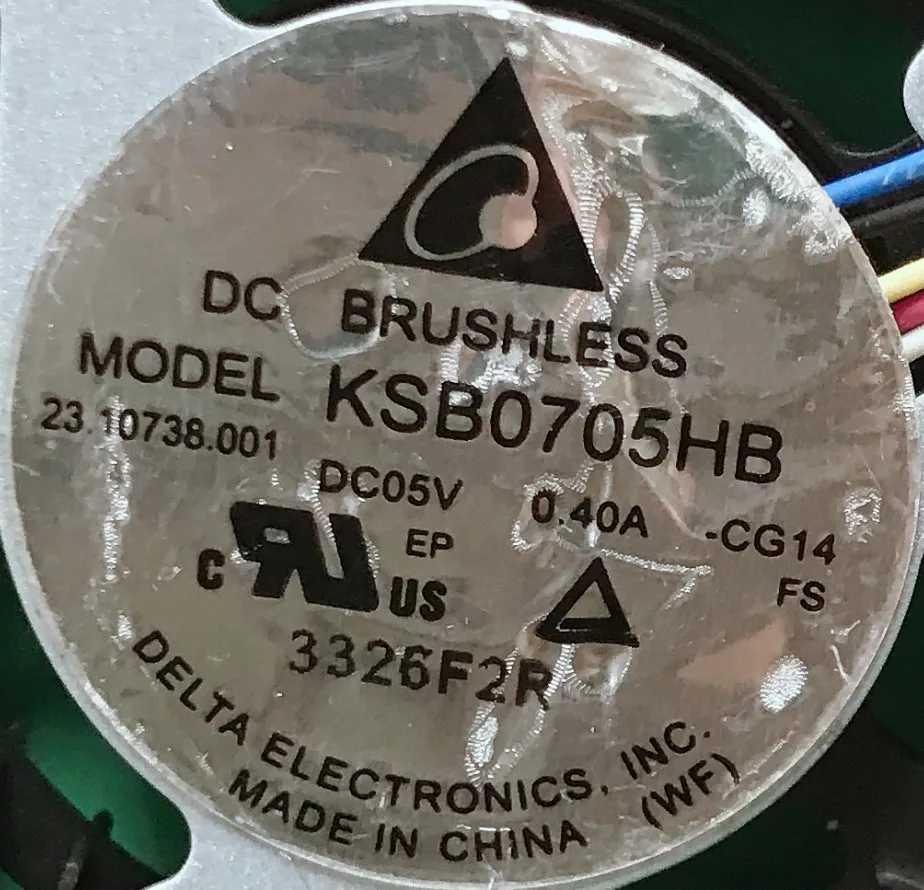 DC BRUSHLESS
MODEL KSB0705HB
23.10738.001
DC05V 0.40A -CG14
EP FS
C RU US
3326F2R
DELTA ELECTRONICS, INC.
MADE IN CHINA (WF)